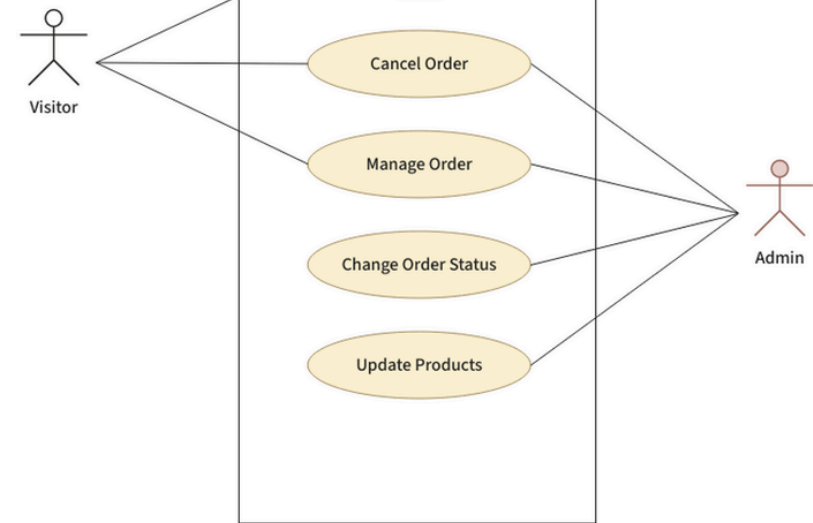 Cancel Order
Visitor
Manage Order
Change Order Status
Admin
Update Products